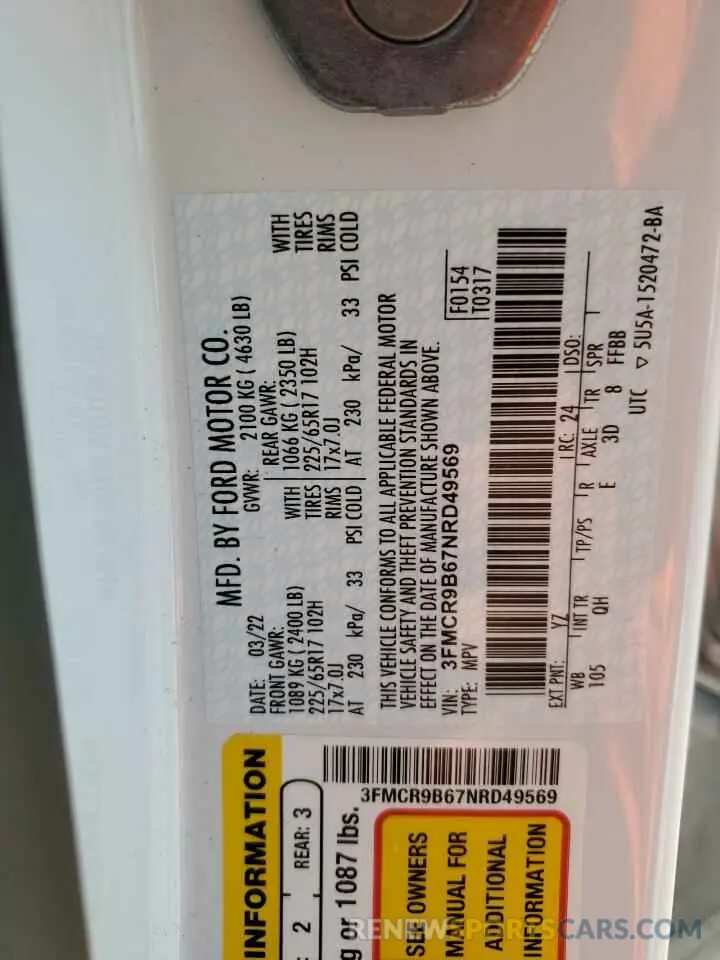 MFD. BY FORD MOTOR CO.
DATE: 03/22 GVWR: 2100 KG ( 4630 LB)
FRONT GAWR: REAR GAWR:
1089 KG ( 2400 LB) WITH 1066 KG ( 2350 LB) WITH
225/65R17 102H TIRES 225/65R17 102H TIRES
17x7.0J RIMS 17x7.0J RIMS
AT 230 kPa/ 33 PSI COLD AT 230 kPa/ 33 PSI COLD
THIS VEHICLE CONFORMS TO ALL APPLICABLE FEDERAL MOTOR
VEHICLE SAFETY AND THEFT PREVENTION STANDARDS IN
EFFECT ON THE DATE OF MANUFACTURE SHOWN ABOVE.
VIN: 3FMCR9B67NRD49569 F0154
TYPE: MPV T0317
EXT PNT: YZ RC: 24 DSO:
WB INT TR TP/PS R AXLE TR SPR
105 QH E 3D 8 FFBB
UTC ▽ 5U5A-1520472-BA
INFORMATION
2 REAR: 3
g or 1087 lbs.
3FMCR9B67NRD49569
SEE OWNERS
MANUAL FOR
ADDITIONAL
INFORMATION
RENEWSPORTSCARS.COM